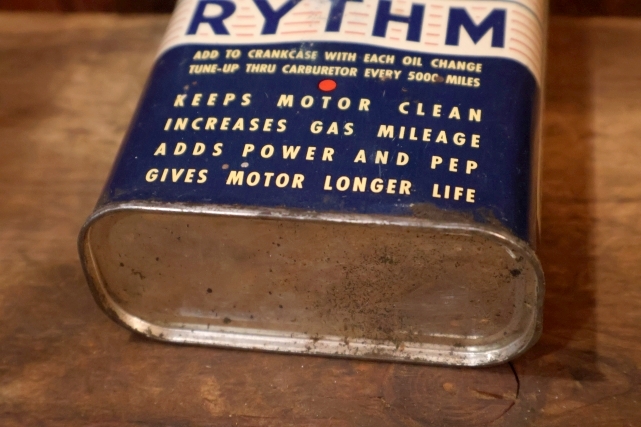 RYTHM
ADD TO CRANKCASE WITH EACH OIL CHANGE
TUNE-UP THRU CARBURETOR EVERY 5000 MILES
KEEPS MOTOR CLEAN
INCREASES GAS MILEAGE
ADDS POWER AND PEP
GIVES MOTOR LONGER LIFE